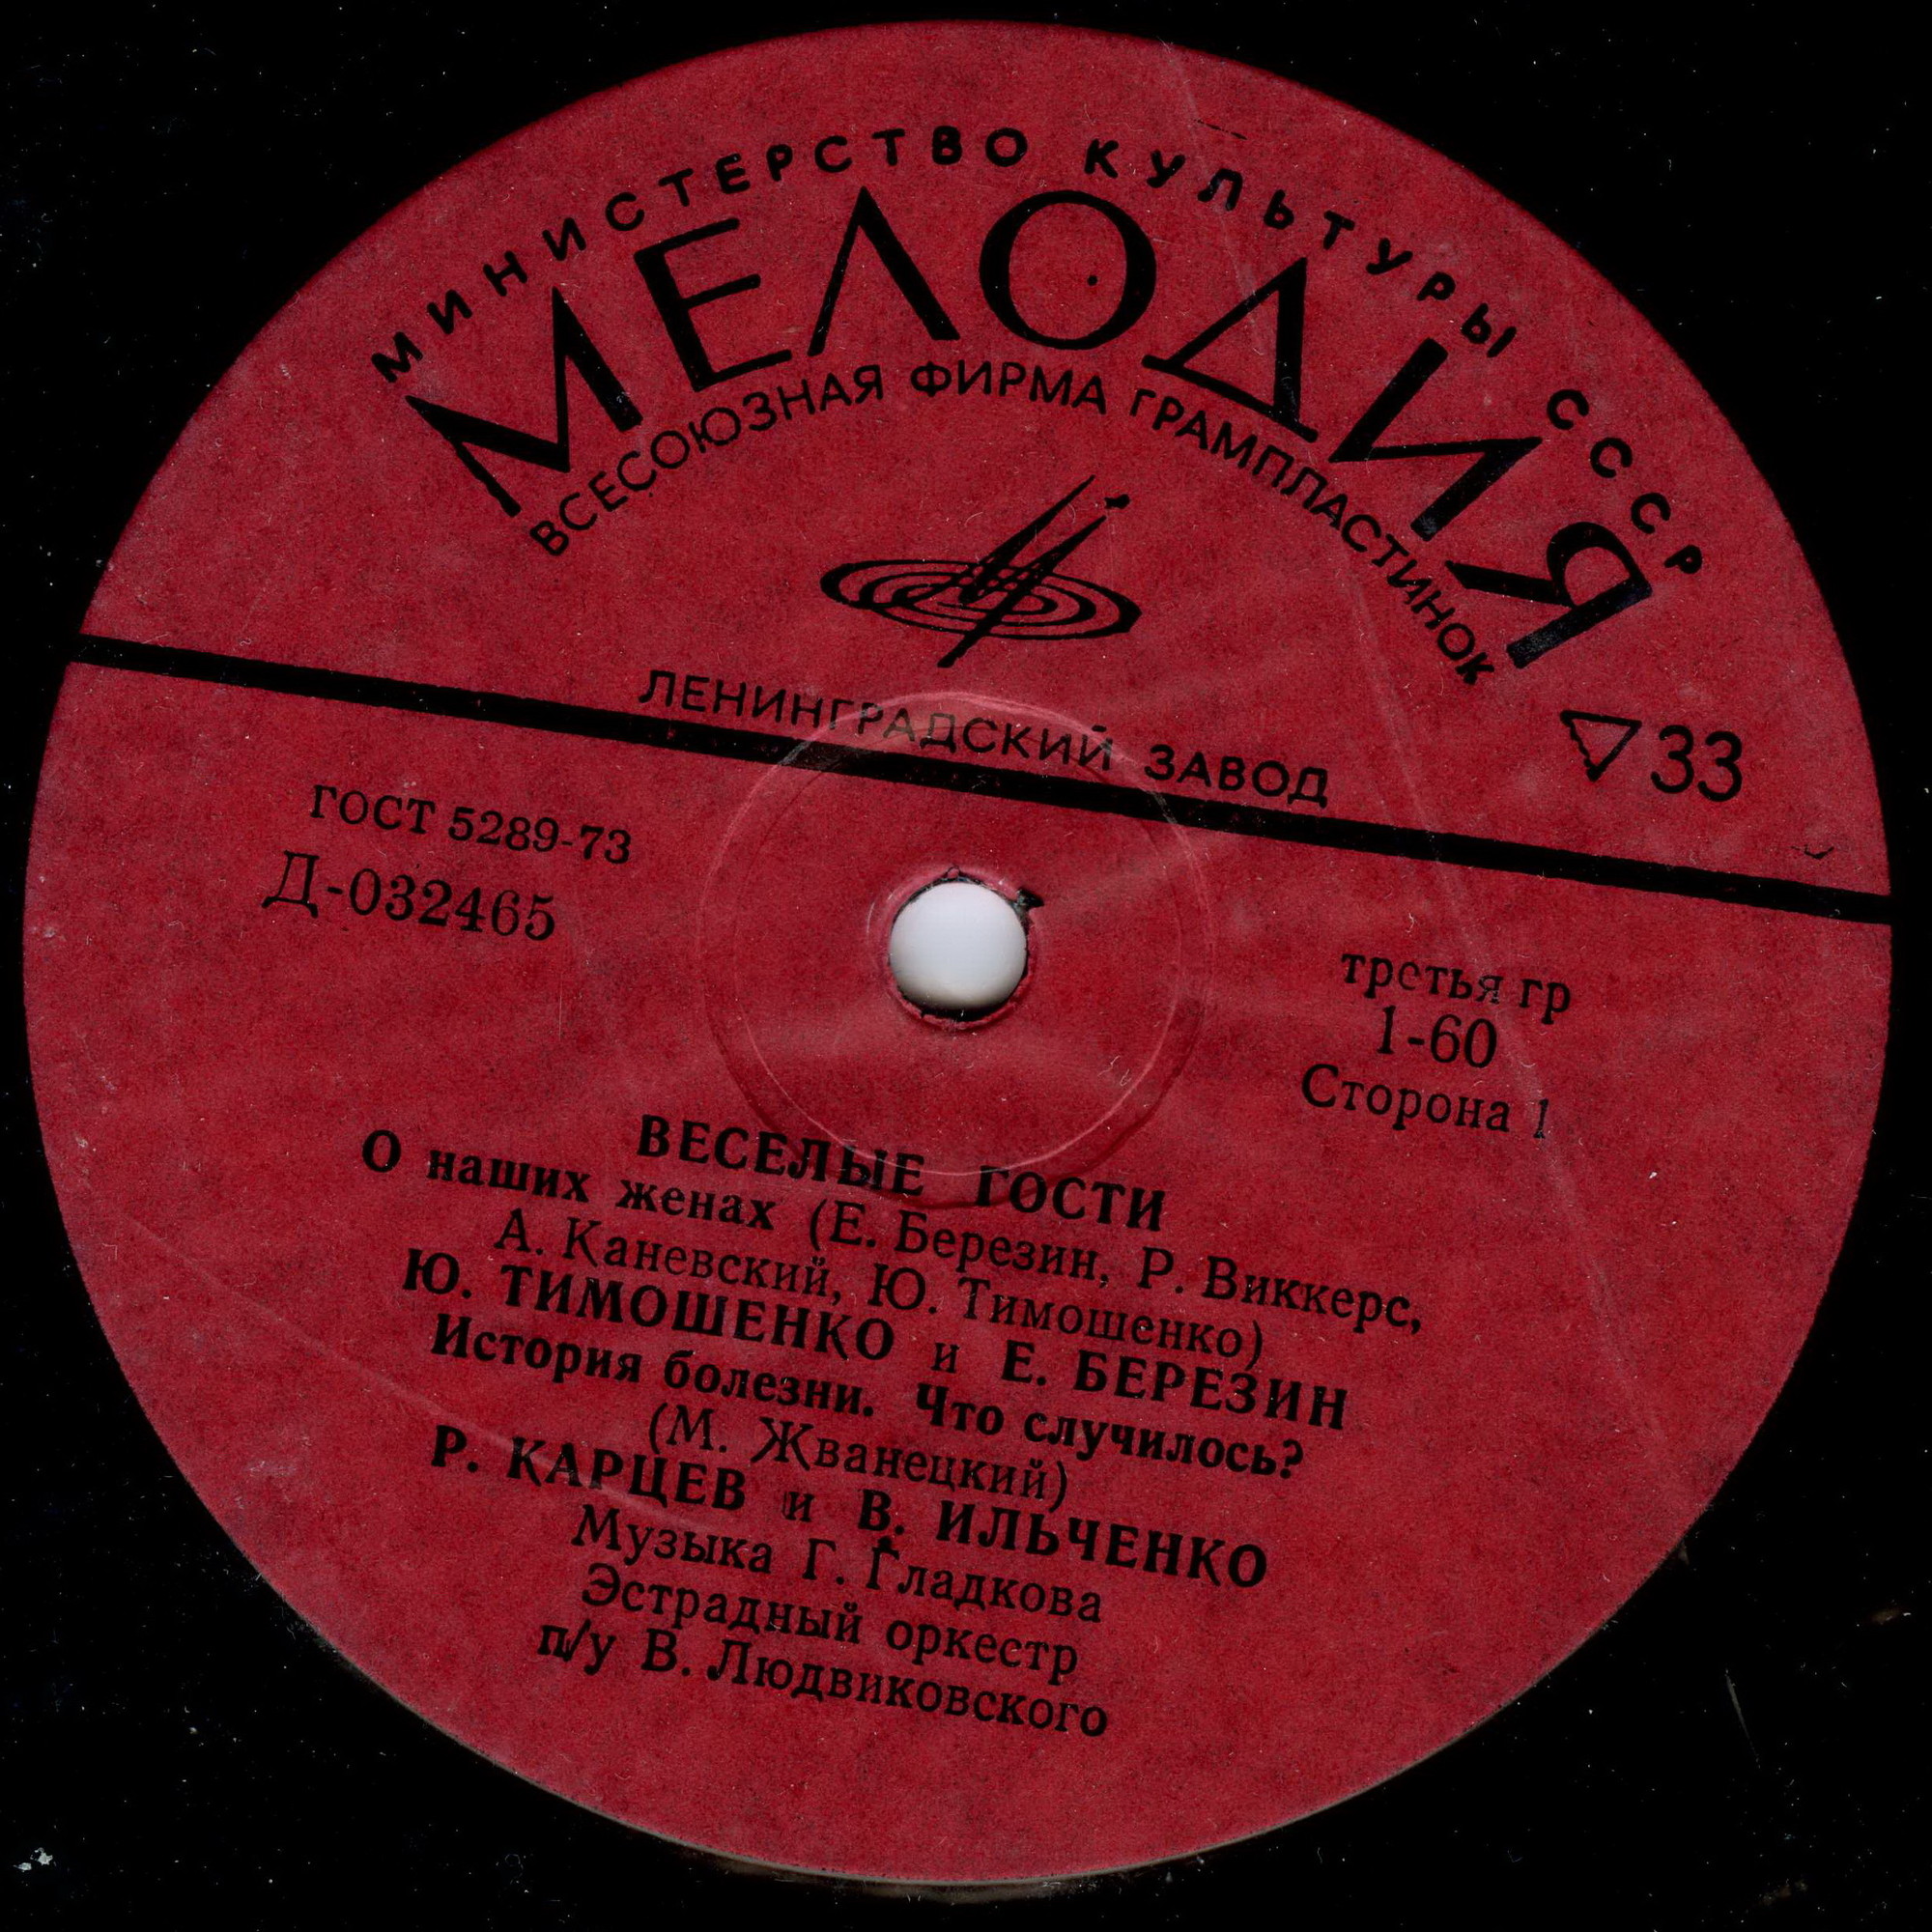 МИНИСТЕРСТВО КУЛЬТУРЫ СССР
МЕЛОДИЯ
ВСЕСОЮЗНАЯ ФИРМА ГРАМПЛАСТИНОК
ЛЕНИНГРАДСКИЙ ЗАВОД
33
ГОСТ 5289-73
Д-032465
третья гр
1-60
Сторона 1
ВЕСЕЛЫЕ ГОСТИ
О наших женах (Е. Березин, Р. Виккерс,
А. Каневский, Ю. Тимошенко)
Ю. ТИМОШЕНКО и Е. БЕРЕЗИН
История болезни. Что случилось?
(М. Жванецкий)
Р. КАРЦЕВ и В. ИЛЬЧЕНКО
Музыка Г. Гладкова
Эстрадный оркестр
п/у В. Людвиковского